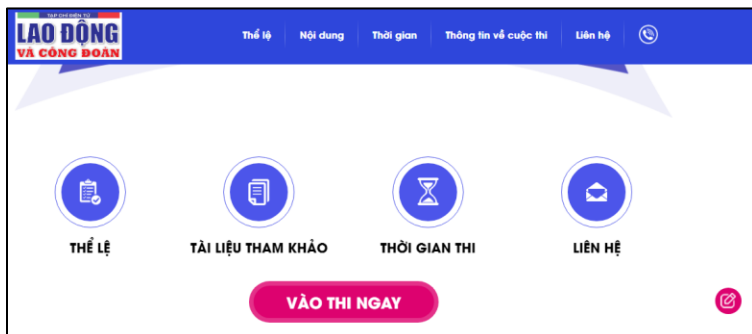 TẠP CHÍ ĐIỆN TỬ
LAO ĐỘNG
VÀ CÔNG ĐOÀN
Thể lệ Nội dung Thời gian Thông tin về cuộc thi Liên hệ
THỂ LỆ TÀI LIỆU THAM KHẢO THỜI GIAN THI LIÊN HỆ
VÀO THI NGAY